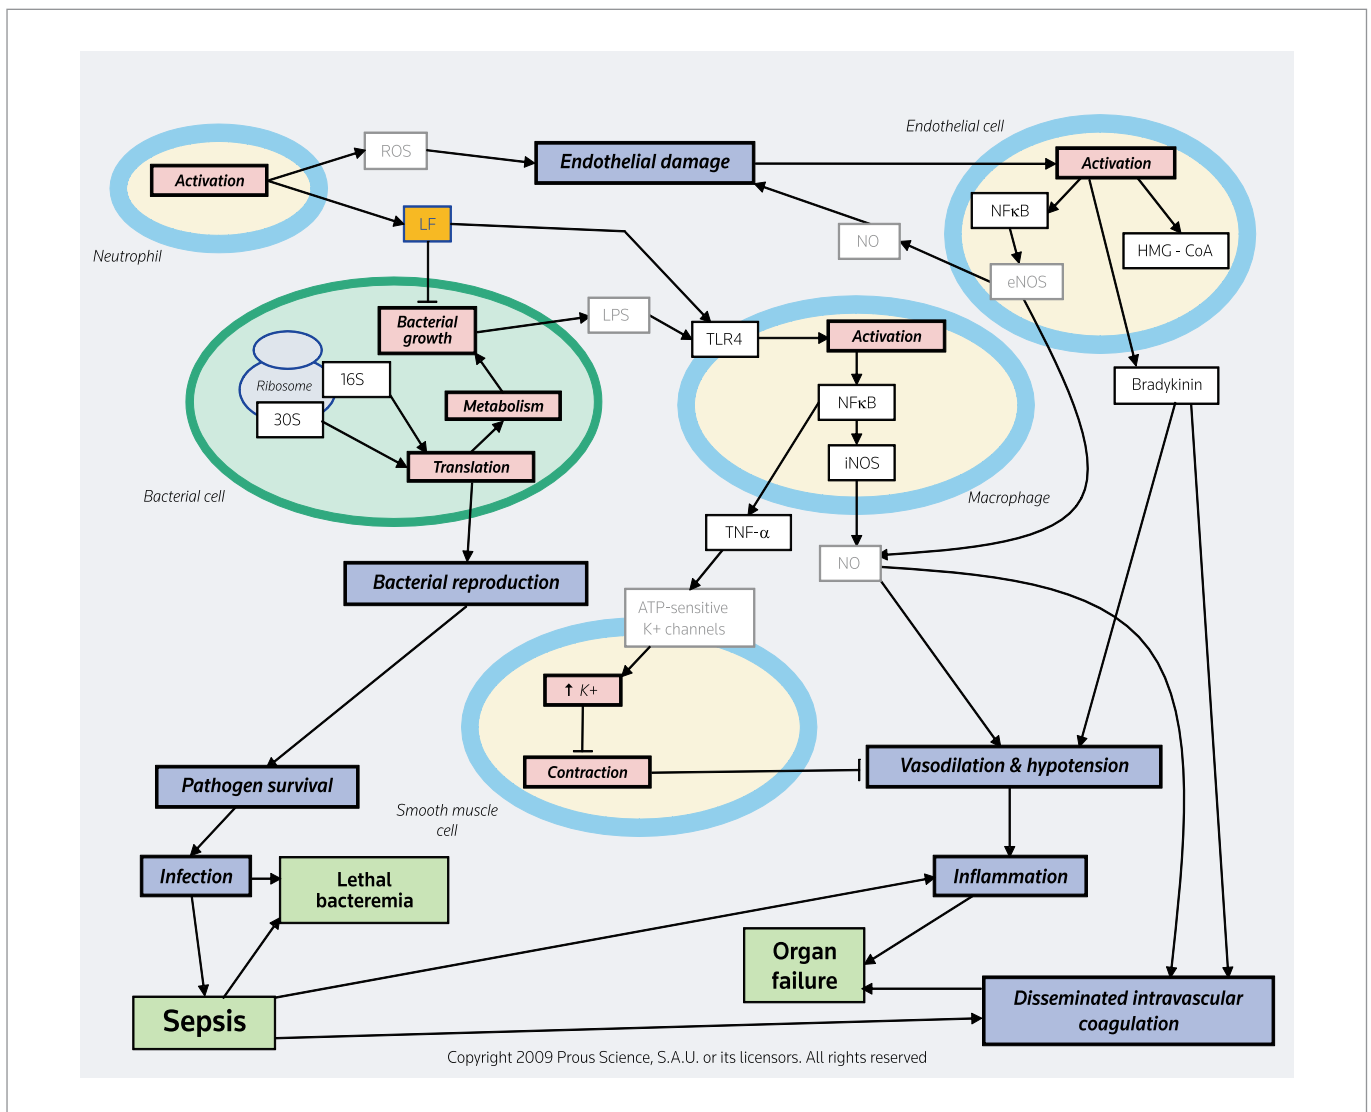 Endothelial cell
ROS
Endothelial damage
Activation
Activation
NFκB
LF
NO
HMG - CoA
Neutrophil
eNOS
LPS
Bacterial
growth
TLR4
Activation
Ribosome
16S
Bradykinin
Metabolism
NFκB
30S
Translation
iNOS
Bacterial cell
Macrophage
TNF-α
NO
Bacterial reproduction
ATP-sensitive
K+ channels
↑ K+
Vasodilation & hypotension
Contraction
Pathogen survival
Smooth muscle
cell
Infection
Lethal
bacteremia
Inflammation
Organ
failure
Disseminated intravascular
coagulation
Sepsis
Copyright 2009 Prous Science, S.A.U. or its licensors. All rights reserved